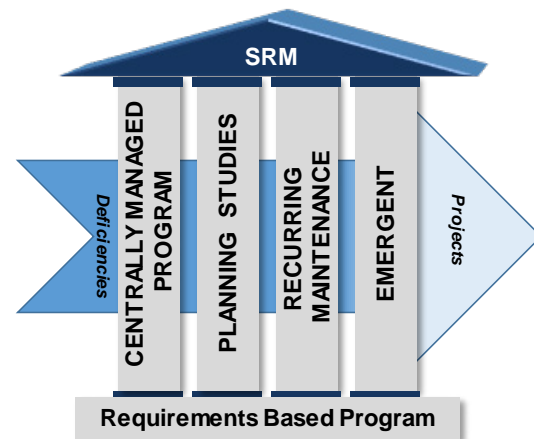 SRM
Deficiencies
CENTRALLY MANAGED
PROGRAM
PLANNING STUDIES
RECURRING
MAINTENANCE
EMERGENT
Projects
Requirements Based Program